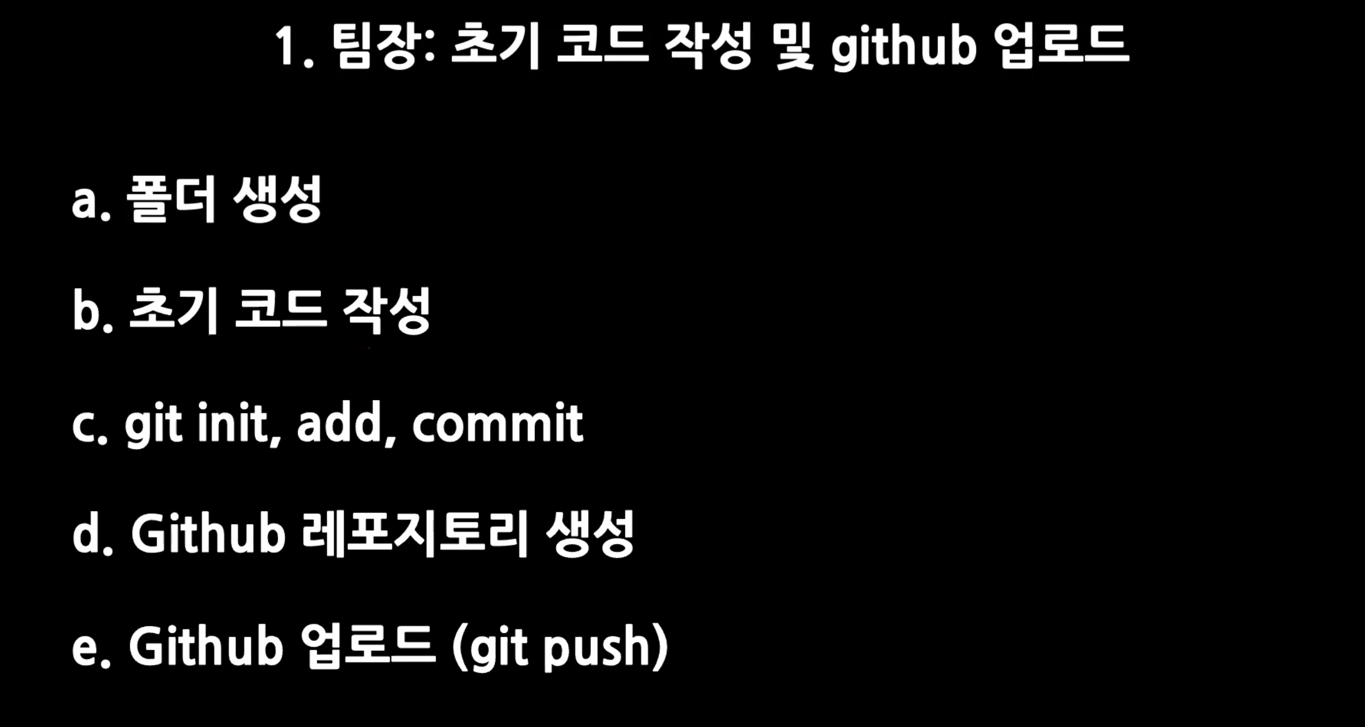 1. 팀장: 초기 코드 작성 및 github 업로드
a. 폴더 생성
b. 초기 코드 작성
c. git init, add, commit
d. Github 레포지토리 생성
e. Github 업로드 (git push)